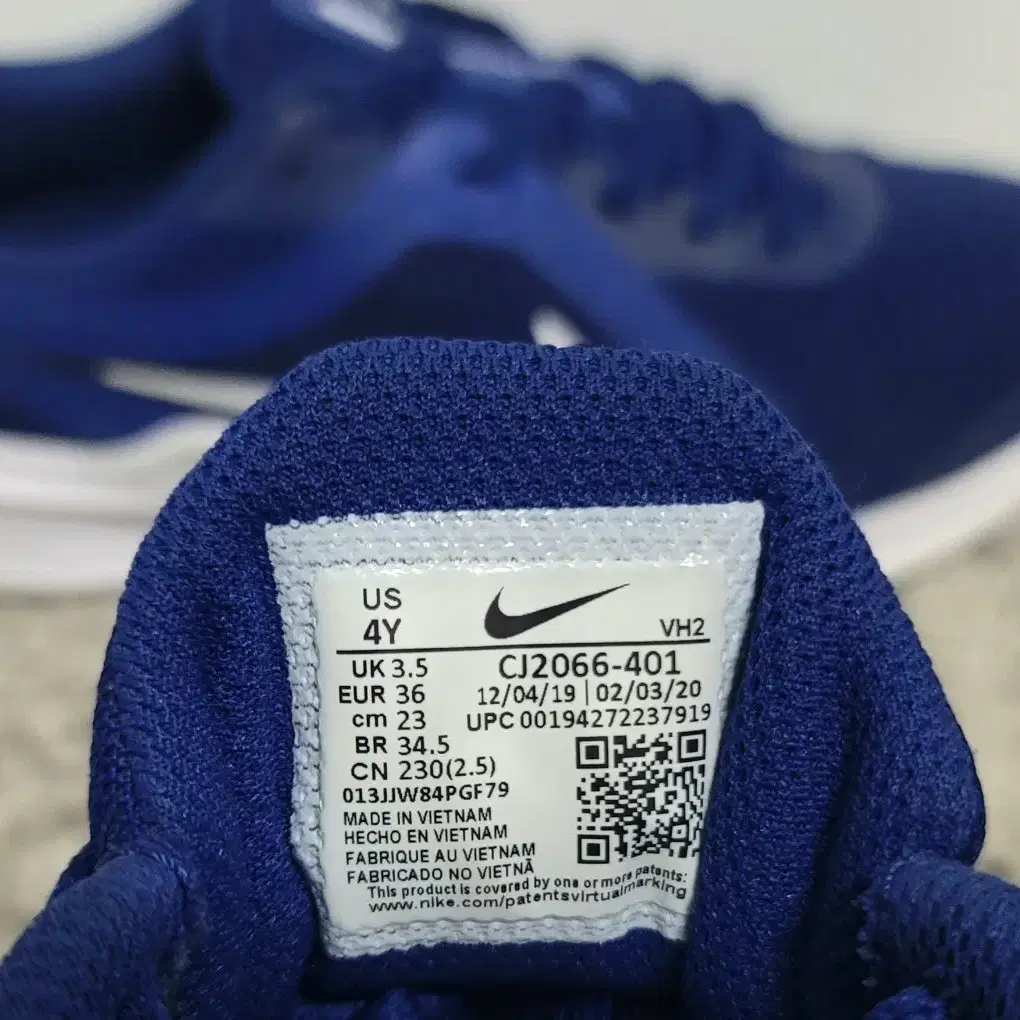 US
4Y
VH2
UK 3.5
EUR 36
cm 23
BR 34.5
CN 230(2.5)
CJ2066-401
12/04/19 | 02/03/20
UPC 00194272237919
013JJW84PGF79
MADE IN VIETNAM
HECHO EN VIETNAM
FABRIQUE AU VIETNAM
FABRICADO NO VIETNÃ
This product is covered by one or more patents:
www.nike.com/patentsvirtualmarking